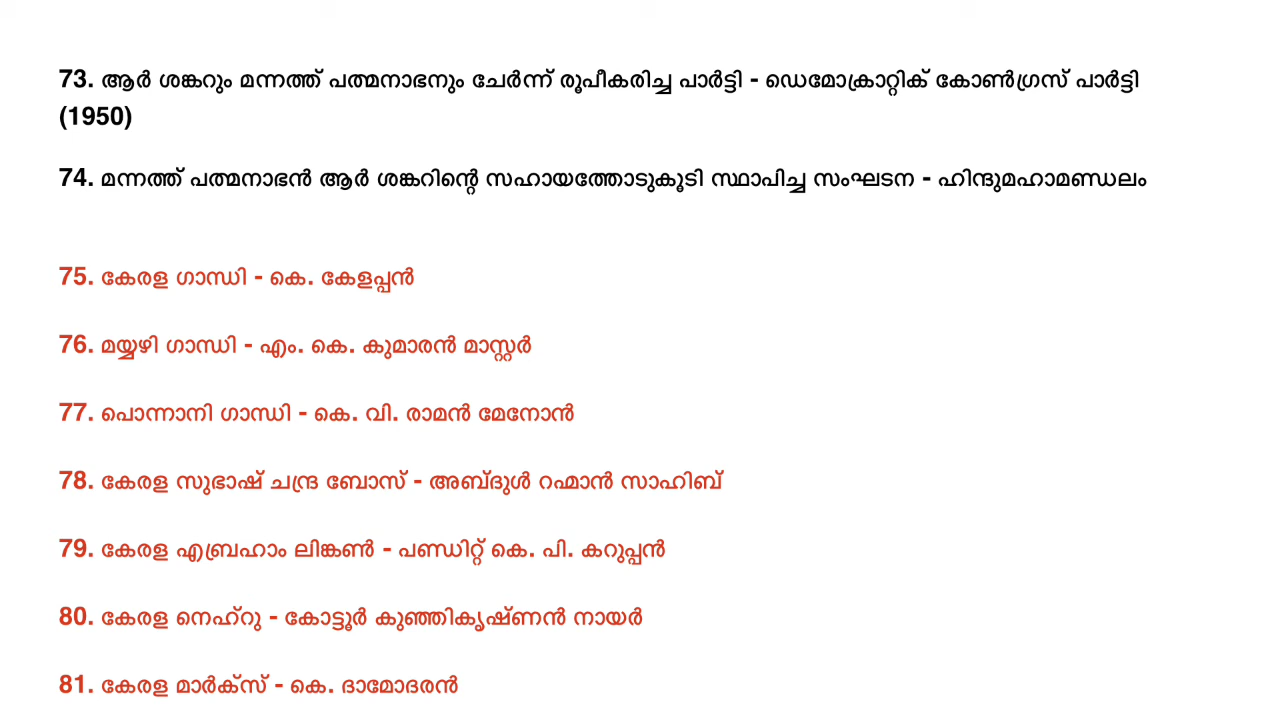 73. ആർ ശങ്കറും മന്നത്ത് പത്മനാഭനും ചേർന്ന് രൂപീകരിച്ച പാർട്ടി - ഡെമോക്രാറ്റിക് കോൺഗ്രസ് പാർട്ടി
(1950)
74. മന്നത്ത് പത്മനാഭൻ ആർ ശങ്കറിന്റെ സഹായത്തോടുകൂടി സ്ഥാപിച്ച സംഘടന - ഹിന്ദുമഹാമണ്ഡലം
75. കേരള ഗാന്ധി - കെ. കേളപ്പൻ
76. മയ്യഴി ഗാന്ധി - എം. കെ. കുമാരൻ മാസ്റ്റർ
77. പൊന്നാനി ഗാന്ധി - കെ. വി. രാമൻ മേനോൻ
78. കേരള സുഭാഷ് ചന്ദ്ര ബോസ് - അബ്ദുൾ റഹ്മാൻ സാഹിബ്
79. കേരള എബ്രഹാം ലിങ്കൺ - പണ്ഡിറ്റ് കെ. പി. കറുപ്പൻ
80. കേരള നെഹ്റു - കോട്ടൂർ കുഞ്ഞികൃഷ്ണൻ നായർ
81. കേരള മാർക്സ് - കെ. ദാമോദരൻ